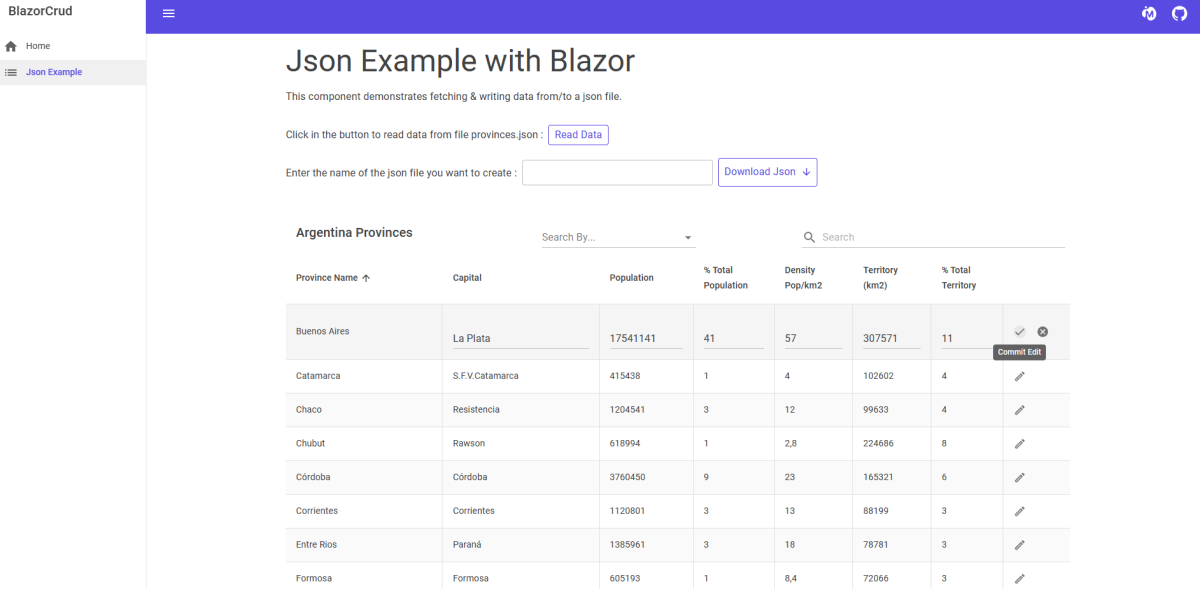 BlazorCrud
Home
Json Example
Json Example with Blazor
This component demonstrates fetching & writing data from/to a json file.
Click in the button to read data from file provinces.json : Read Data
Enter the name of the json file you want to create : Download Json
Argentina Provinces Search By... Search
Province Name Capital Population % Total Population Density Pop/km2 Territory (km2) % Total Territory
Buenos Aires La Plata 17541141 41 57 307571 11
Commit Edit
Catamarca S.F.V.Catamarca 415438 1 4 102602 4
Chaco Resistencia 1204541 3 12 99633 4
Chubut Rawson 618994 1 2,8 224686 8
Córdoba Córdoba 3760450 9 23 165321 6
Corrientes Corrientes 1120801 3 13 88199 3
Entre Rios Paraná 1385961 3 18 78781 3
Formosa Formosa 605193 1 8,4 72066 3